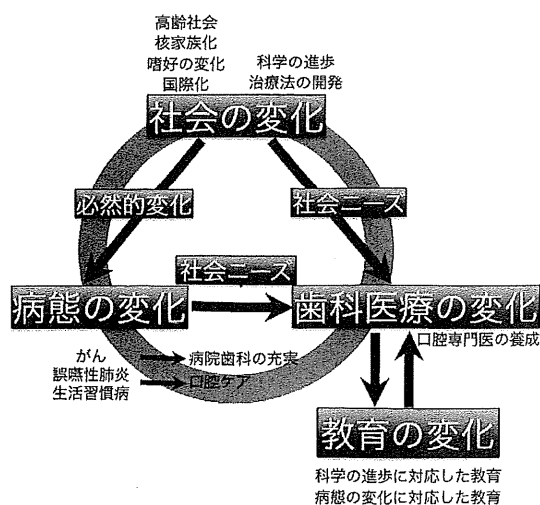 高齢社会
核家族化
嗜好の変化
国際化
科学の進歩
治療法の開発
社会の変化
必然的変化
社会ニーズ
社会ニーズ
病態の変化
歯科医療の変化
がん
誤嚥性肺炎
生活習慣病
病院歯科の充実
口腔ケア
口腔専門医の養成
教育の変化
科学の進歩に対応した教育
病態の変化に対応した教育